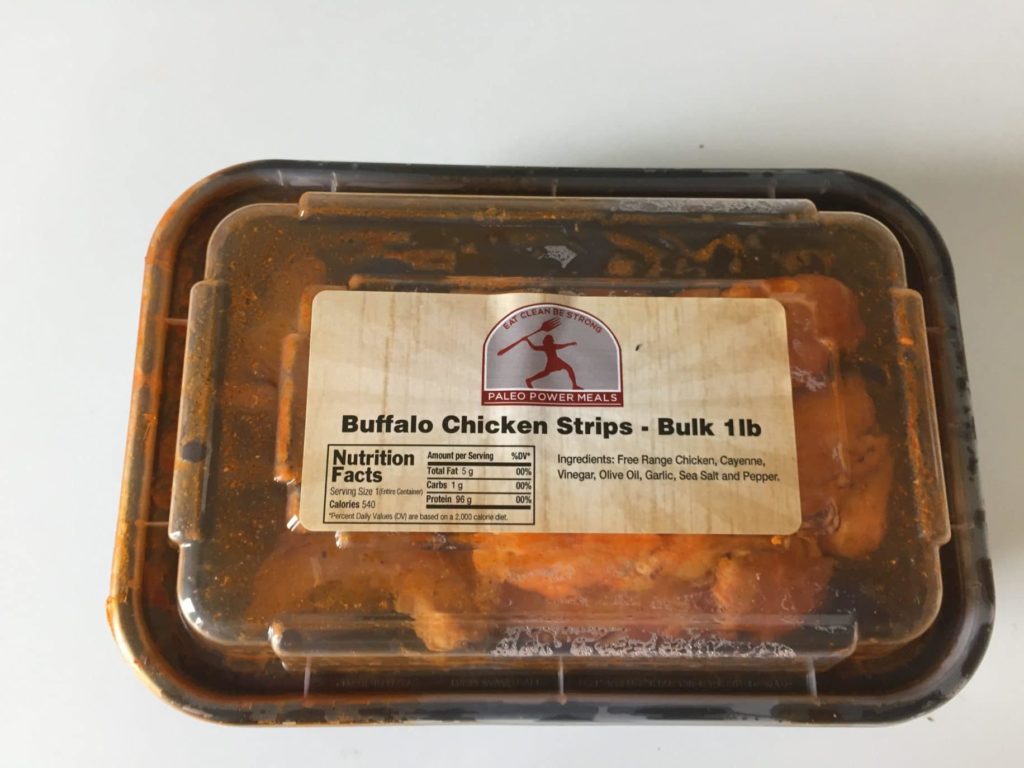 EAT CLEAN BE STRONG
PALEO POWER MEALS
Buffalo Chicken Strips - Bulk 1lb
Nutrition
Facts
Serving Size 1(Entire Container)
Calories 540
Amount per Serving %DV*
Total Fat 5 g 00%
Carbs 1 g 00%
Protein 96 g 00%
*Percent Daily Values (DV) are based on a 2,000 calorie diet.
Ingredients: Free Range Chicken, Cayenne,
Vinegar, Olive Oil, Garlic, Sea Salt and Pepper.